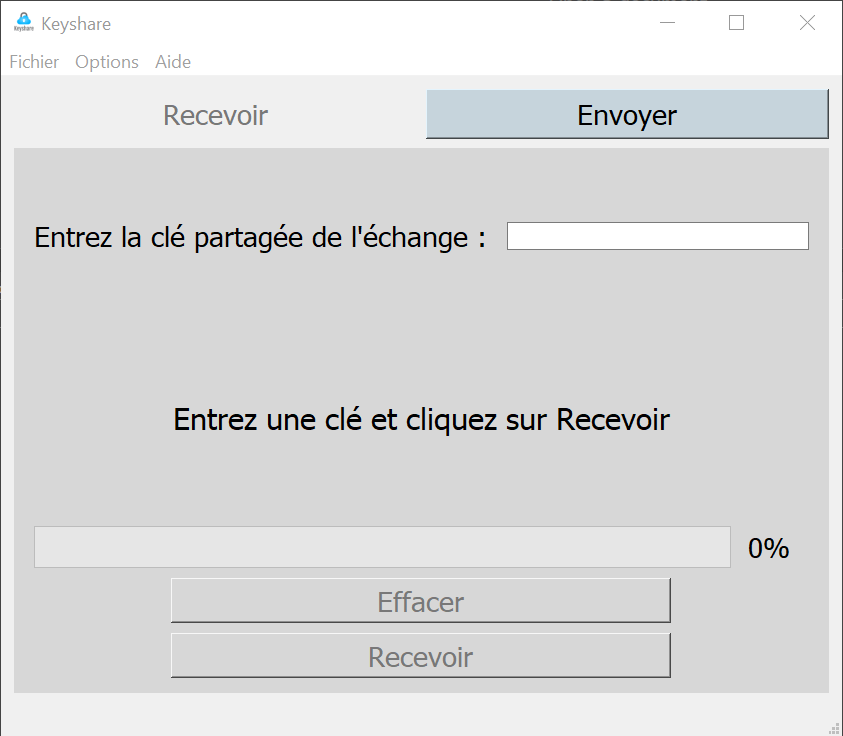 Keyshare
Fichier Options Aide
Recevoir Envoyer
Entrez la clé partagée de l'échange :
Entrez une clé et cliquez sur Recevoir
0%
Effacer
Recevoir